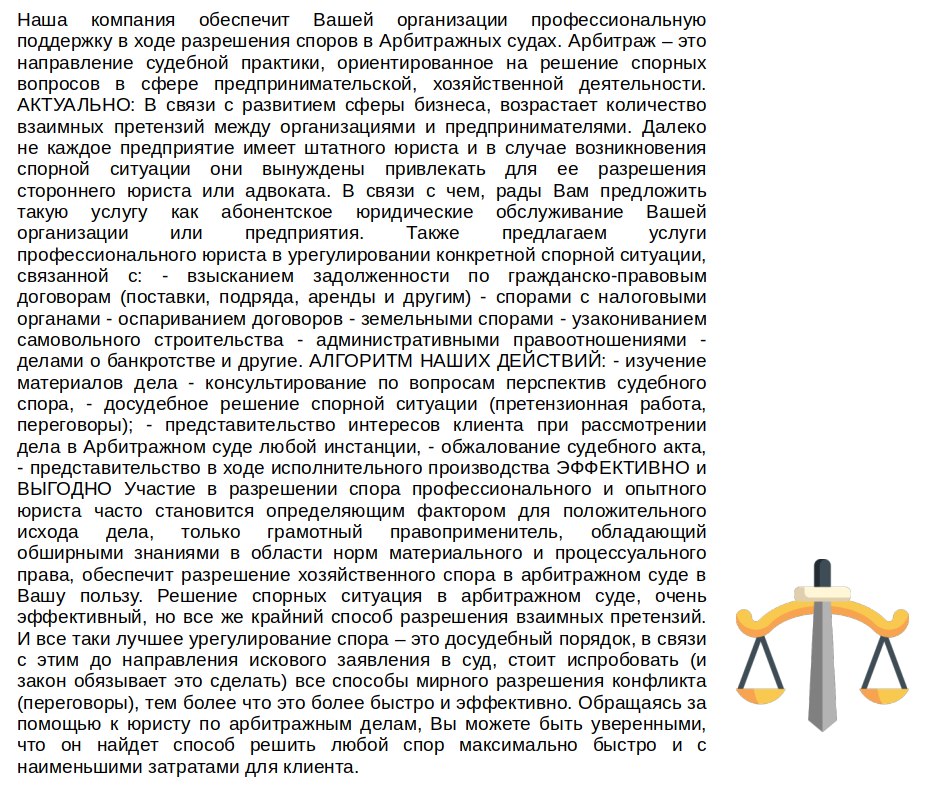 Наша компания обеспечит Вашей организации профессиональную
поддержку в ходе разрешения споров в Арбитражных судах. Арбитраж – это
направление судебной практики, ориентированное на решение спорных
вопросов в сфере предпринимательской, хозяйственной деятельности.
АКТУАЛЬНО: В связи с развитием сферы бизнеса, возрастает количество
взаимных претензий между организациями и предпринимателями. Далеко
не каждое предприятие имеет штатного юриста и в случае возникновения
спорной ситуации они вынуждены привлекать для ее разрешения
стороннего юриста или адвоката. В связи с чем, рады Вам предложить
такую услугу как абонентское юридические обслуживание Вашей
организации или предприятия. Также предлагаем услуги
профессионального юриста в урегулировании конкретной спорной ситуации,
связанной с: - взысканием задолженности по гражданско-правовым
договорам (поставки, подряда, аренды и другим) - спорами с налоговыми
органами - оспариванием договоров - земельными спорами - узакониванием
самовольного строительства - административными правоотношениями -
делами о банкротстве и другие. АЛГОРИТМ НАШИХ ДЕЙСТВИЙ: - изучение
материалов дела - консультирование по вопросам перспектив судебного
спора, - досудебное решение спорной ситуации (претензионная работа,
переговоры); - представительство интересов клиента при рассмотрении
дела в Арбитражном суде любой инстанции, - обжалование судебного акта,
- представительство в ходе исполнительного производства ЭФФЕКТИВНО и
ВЫГОДНО Участие в разрешении спора профессионального и опытного
юриста часто становится определяющим фактором для положительного
исхода дела, только грамотный правоприменитель, обладающий
обширными знаниями в области норм материального и процессуального
права, обеспечит разрешение хозяйственного спора в арбитражном суде в
Вашу пользу. Решение спорных ситуация в арбитражном суде, очень
эффективный, но все же крайний способ разрешения взаимных претензий.
И все таки лучшее урегулирование спора – это досудебный порядок, в связи
с этим до направления искового заявления в суд, стоит испробовать (и
закон обязывает это сделать) все способы мирного разрешения конфликта
(переговоры), тем более что это более быстро и эффективно. Обращаясь за
помощью к юристу по арбитражным делам, Вы можете быть уверенными,
что он найдет способ решить любой спор максимально быстро и с
наименьшими затратами для клиента.